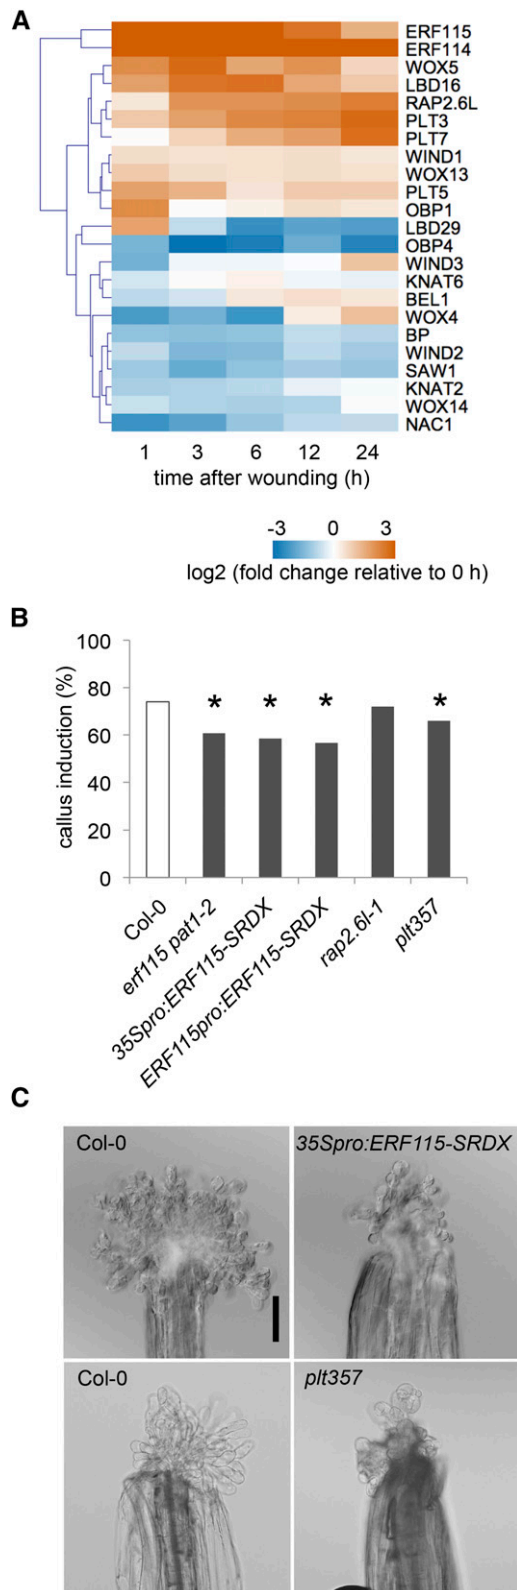 A
ERF115
ERF114
WOX5
LBD16
RAP2.6L
PLT3
PLT7
WIND1
WOX13
PLT5
OBP1
LBD29
OBP4
WIND3
KNAT6
BEL1
WOX4
BP
WIND2
SAW1
KNAT2
WOX14
NAC1
1 3 6 12 24
time after wounding (h)
-3 0 3
log2 (fold change relative to 0 h)
B
callus induction (%)
100
80
60
40
20
0
* * * *
Col-0
erf115 pat1-2
35Spro:ERF115-SRDX
ERF115pro:ERF115-SRDX
rap2.6l-1
plt357
C
Col-0
35Spro:ERF115-SRDX
Col-0
plt357